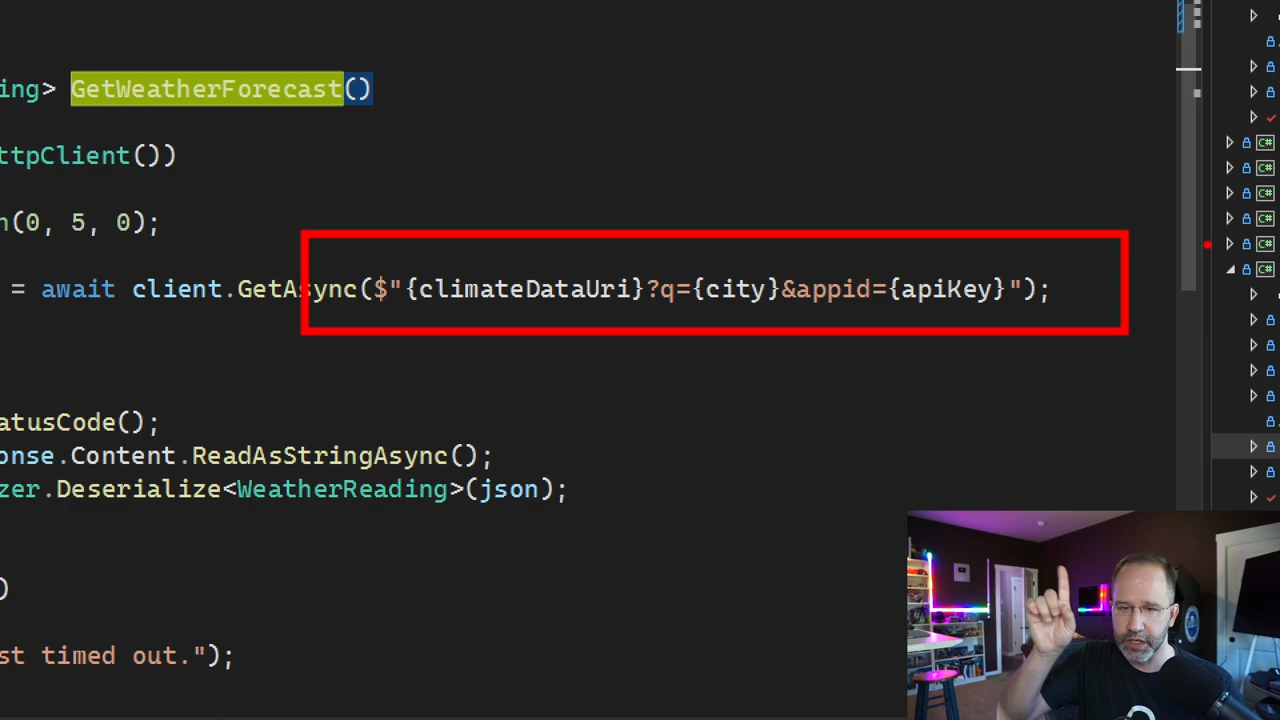 ing> GetWeatherForecast()
ttpClient())
n(0, 5, 0);
= await client.GetAsync($"{climateDataUri}?q={city}&appid={apiKey}");
atusCode();
onse.Content.ReadAsStringAsync();
zer.Deserialize<WeatherReading>(json);
)
st timed out.");
C#
C#
C#
C#
C#
C#